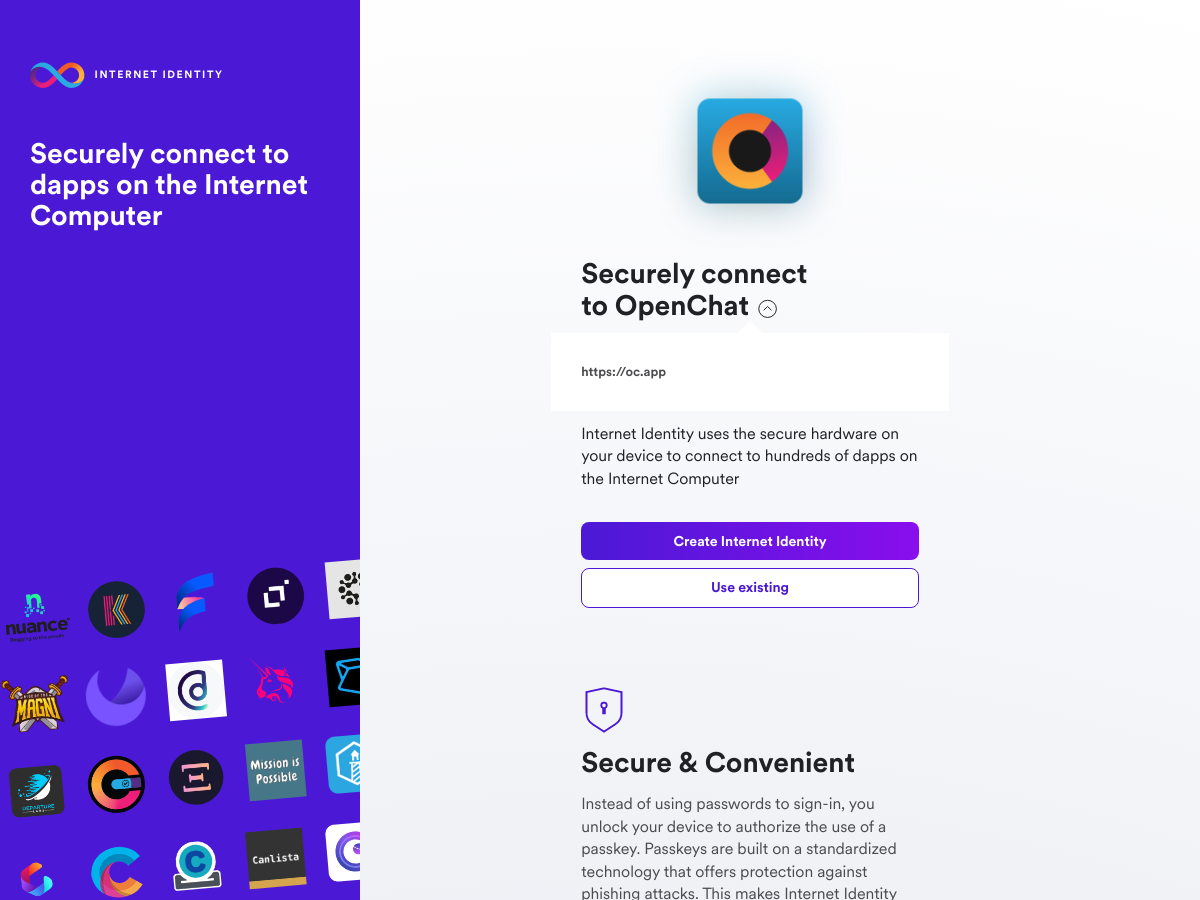 INTERNET IDENTITY
Securely connect to
dapps on the Internet
Computer
nuance
MAGNI
DEPARTURE
Mission is
Possible
Canlista
Securely connect
to OpenChat
https://oc.app
Internet Identity uses the secure hardware on
your device to connect to hundreds of dapps on
the Internet Computer
Create Internet Identity
Use existing
Secure & Convenient
Instead of using passwords to sign-in, you
unlock your device to authorize the use of a
passkey. Passkeys are built on a standardized
technology that offers protection against
phishing attacks. This makes Internet Identity